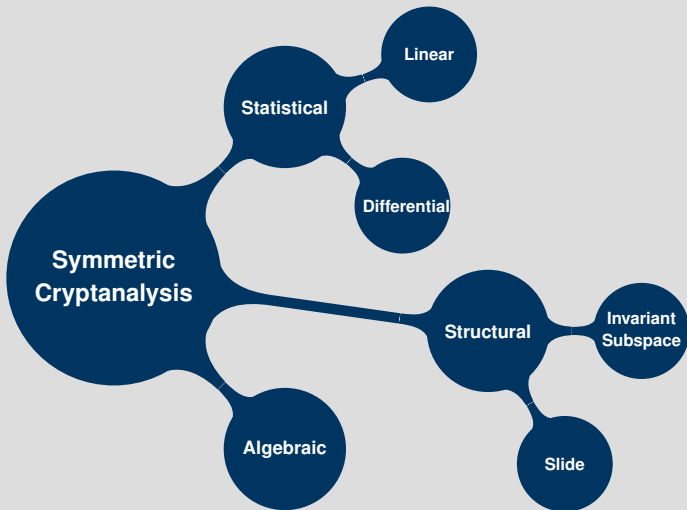 Linear
Statistical
Differential
Symmetric
Cryptanalysis
Structural
Invariant
Subspace
Algebraic
Slide